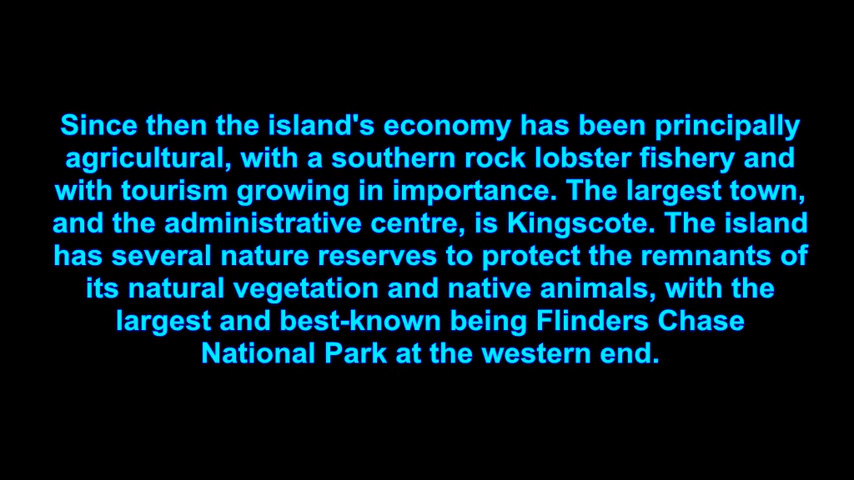 Since then the island's economy has been principally
agricultural, with a southern rock lobster fishery and
with tourism growing in importance. The largest town,
and the administrative centre, is Kingscote. The island
has several nature reserves to protect the remnants of
its natural vegetation and native animals, with the
largest and best-known being Flinders Chase
National Park at the western end.